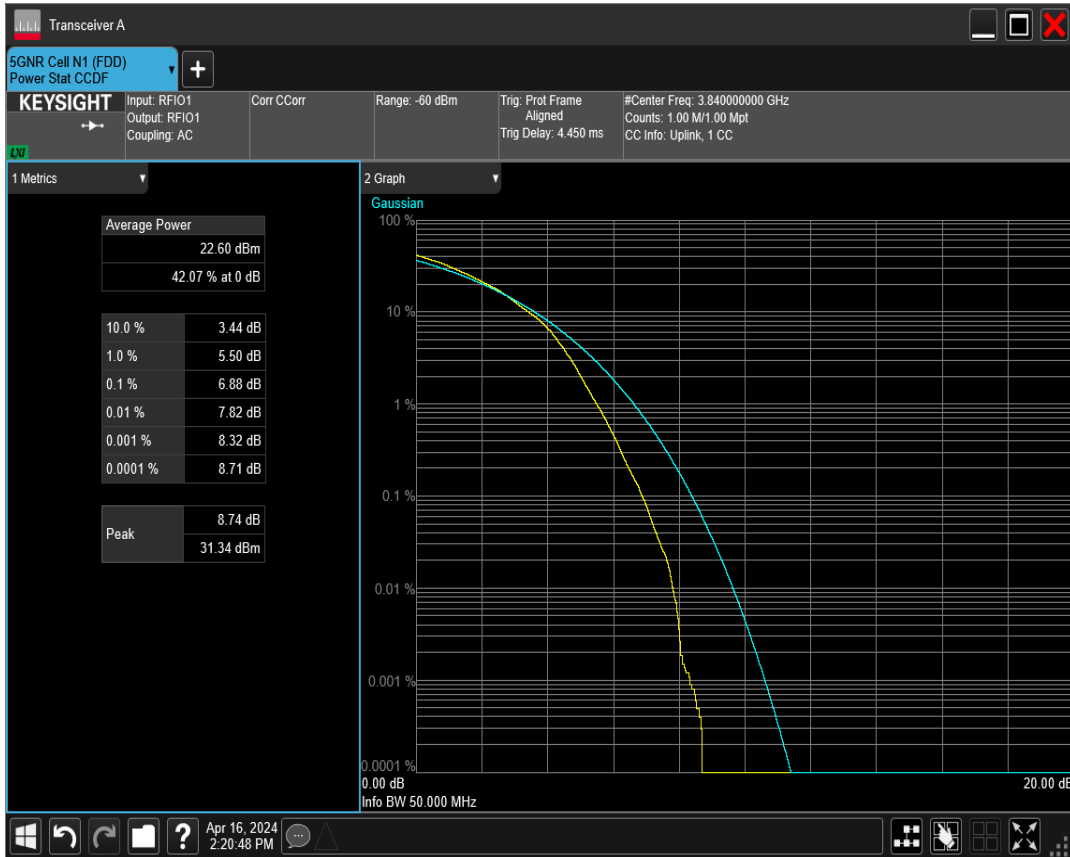 Transceiver A
5GNR Cell N1 (FDD)
Power Stat CCDF
KEYSIGHT
LXI
Input: RFIO1
Output: RFIO1
Coupling: AC
Corr CCorr
Range: -60 dBm
Trig: Prot Frame
Aligned
Trig Delay: 4.450 ms
#Center Freq: 3.840000000 GHz
Counts: 1.00 M/1.00 Mpt
CC Info: Uplink, 1 CC
1 Metrics
Average Power
22.60 dBm
42.07 % at 0 dB
10.0 % 3.44 dB
1.0 % 5.50 dB
0.1 % 6.88 dB
0.01 % 7.82 dB
0.001 % 8.32 dB
0.0001 % 8.71 dB
Peak
8.74 dB
31.34 dBm
2 Graph
Gaussian
100 %
10 %
1 %
0.1 %
0.01 %
0.001 %
0.0001 %
0.00 dB 20.00 dB
Info BW 50.000 MHz
Apr 16, 2024
2:20:48 PM